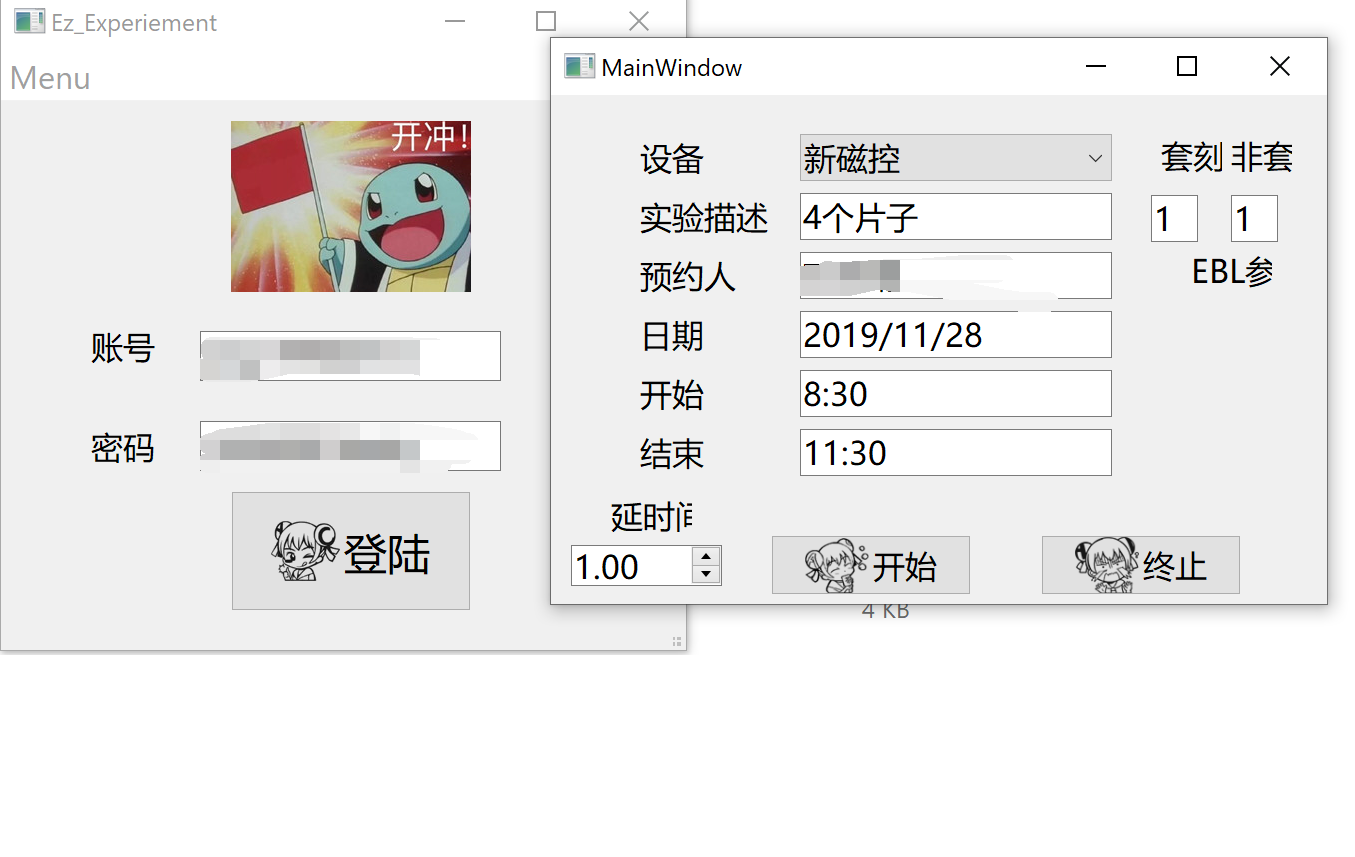 Ez_Experiement
Menu
开冲!
账号
密码
登陆
MainWindow
设备 新磁控 套刻 非套
实验描述 4个片子 1 1
预约人 EBL参
日期 2019/11/28
开始 8:30
结束 11:30
延时间
1.00 开始 终止
4 KB